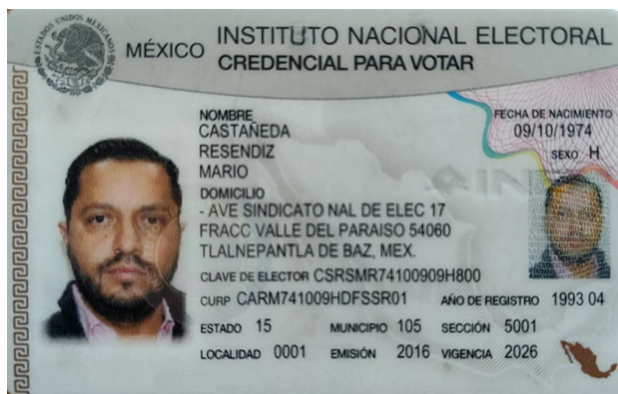 ESTADOS UNIDOS MEXICANOS
MÉXICO
INSTITUTO NACIONAL ELECTORAL
CREDENCIAL PARA VOTAR
NOMBRE
CASTAÑEDA
RESENDIZ
MARIO
FECHA DE NACIMIENTO
09/10/1974
SEXO H
DOMICILIO
- AVE SINDICATO NAL DE ELEC 17
FRACC VALLE DEL PARAISO 54060
TLALNEPANTLA DE BAZ, MEX.
CLAVE DE ELECTOR CSRSMR74100909H800
CURP CARM741009HDFSSR01 AÑO DE REGISTRO 1993 04
ESTADO 15 MUNICIPIO 105 SECCIÓN 5001
LOCALIDAD 0001 EMISIÓN 2016 VIGENCIA 2026